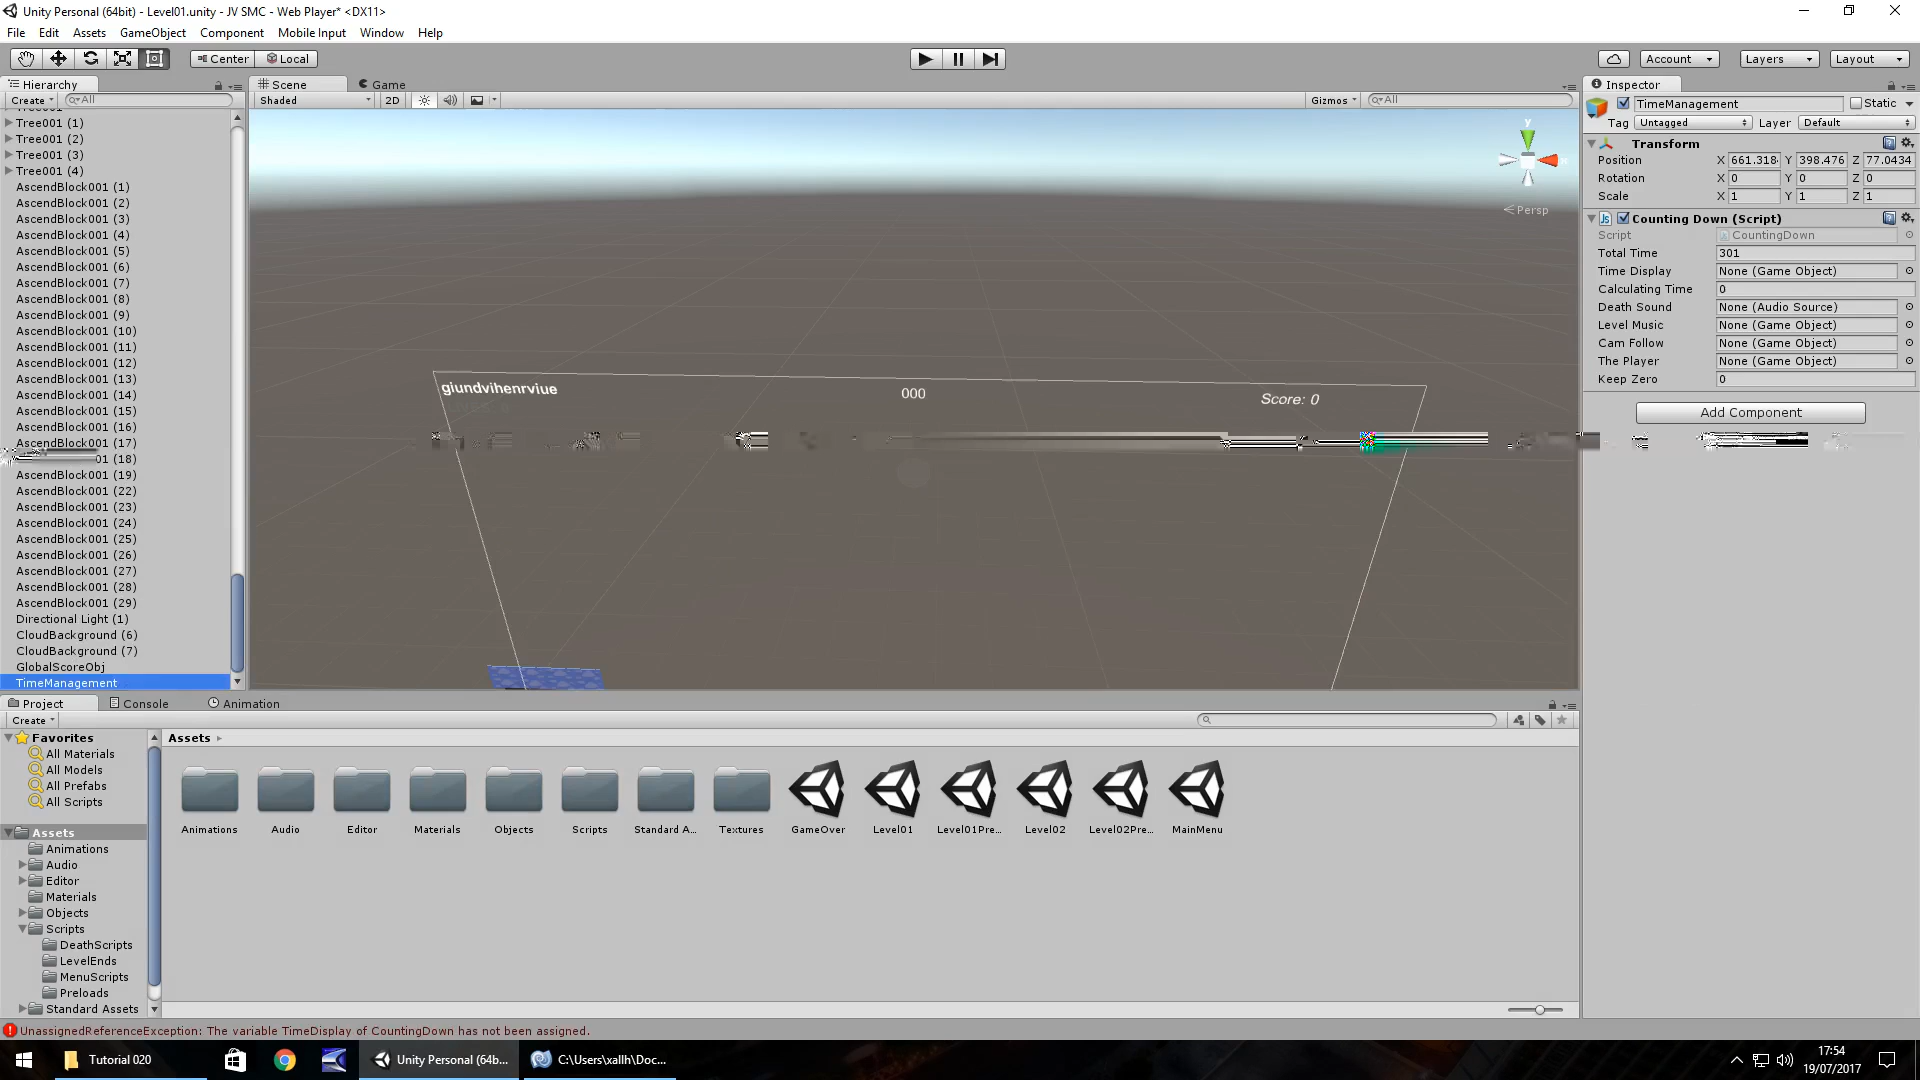 Unity Personal (64bit) - Level01.unity - JV SMC - Web Player* <DX11>
File Edit Assets GameObject Component Mobile Input Window Help
Center Local Account Layers Layout
Hierarchy
Create All
Tree001 (1)
Tree001 (2)
Tree001 (3)
Tree001 (4)
AscendBlock001 (1)
AscendBlock001 (2)
AscendBlock001 (3)
AscendBlock001 (4)
AscendBlock001 (5)
AscendBlock001 (6)
AscendBlock001 (7)
AscendBlock001 (8)
AscendBlock001 (9)
AscendBlock001 (10)
AscendBlock001 (11)
AscendBlock001 (12)
AscendBlock001 (13)
AscendBlock001 (14)
AscendBlock001 (15)
AscendBlock001 (16)
AscendBlock001 (17)
01 (18)
AscendBlock001 (19)
AscendBlock001 (22)
AscendBlock001 (23)
AscendBlock001 (24)
AscendBlock001 (25)
AscendBlock001 (26)
AscendBlock001 (27)
AscendBlock001 (28)
AscendBlock001 (29)
Directional Light (1)
CloudBackground (6)
CloudBackground (7)
GlobalScoreObj
TimeManagement
Scene Game
Shaded 2D Gizmos All
y
Persp
giundvihenrviue 000 Score: 0
Inspector
TimeManagement Static
Tag Untagged Layer Default
Transform
Position X 661.318 Y 398.476 Z 77.0434
Rotation X 0 Y 0 Z 0
Scale X 1 Y 1 Z 1
Counting Down (Script)
Script CountingDown
Total Time 301
Time Display None (Game Object)
Calculating Time 0
Death Sound None (Audio Source)
Level Music None (Game Object)
Cam Follow None (Game Object)
The Player None (Game Object)
Keep Zero 0
Add Component
Project Console Animation
Create
Favorites
All Materials
All Models
All Prefabs
All Scripts
Assets
Animations
Audio
Editor
Materials
Objects
Scripts
DeathScripts
LevelEnds
MenuScripts
Preloads
Standard Assets
Assets
Animations Audio Editor Materials Objects Scripts Standard A... Textures GameOver Level01 Level01Pre... Level02 Level02Pre... MainMenu
UnassignedReferenceException: The variable TimeDisplay of CountingDown has not been assigned.
Tutorial 020 Unity Personal (64b... C:\Users\xallh\Doc... 17:54
19/07/2017